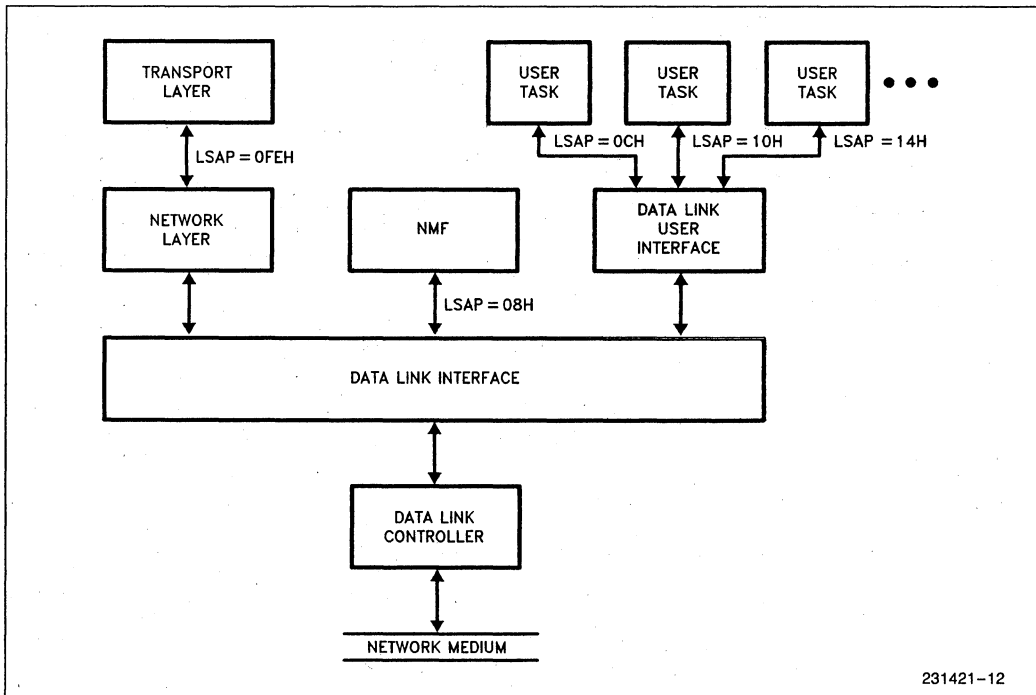 TRANSPORT
LAYER
USER
TASK
USER
TASK
USER
TASK
LSAP = 0FEH
LSAP = 0CH
LSAP = 10H
LSAP = 14H
NETWORK
LAYER
NMF
DATA LINK
USER
INTERFACE
LSAP = 08H
DATA LINK INTERFACE
DATA LINK
CONTROLLER
NETWORK MEDIUM
231421-12